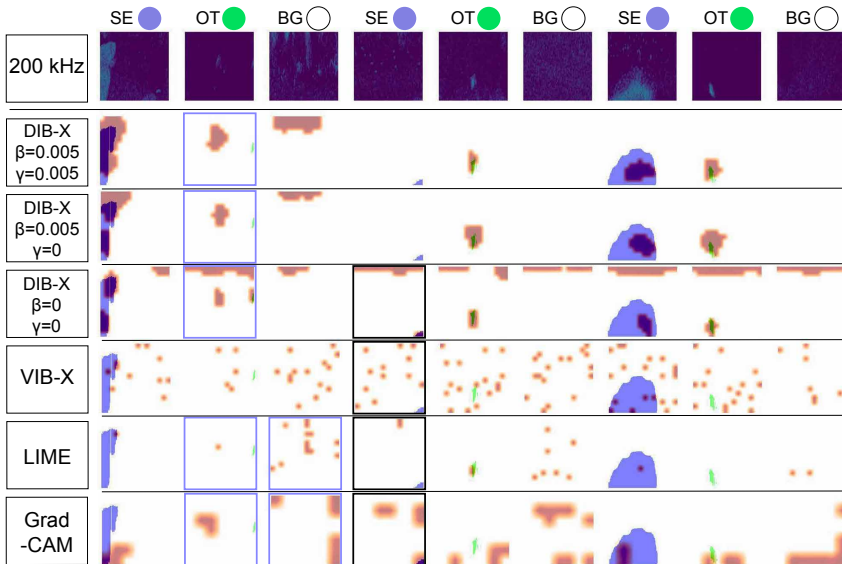 SE OT BG SE OT BG SE OT BG
200 kHz
DIB-X
β=0.005
γ=0.005
DIB-X
β=0.005
γ=0
DIB-X
β=0
γ=0
VIB-X
LIME
Grad
-CAM